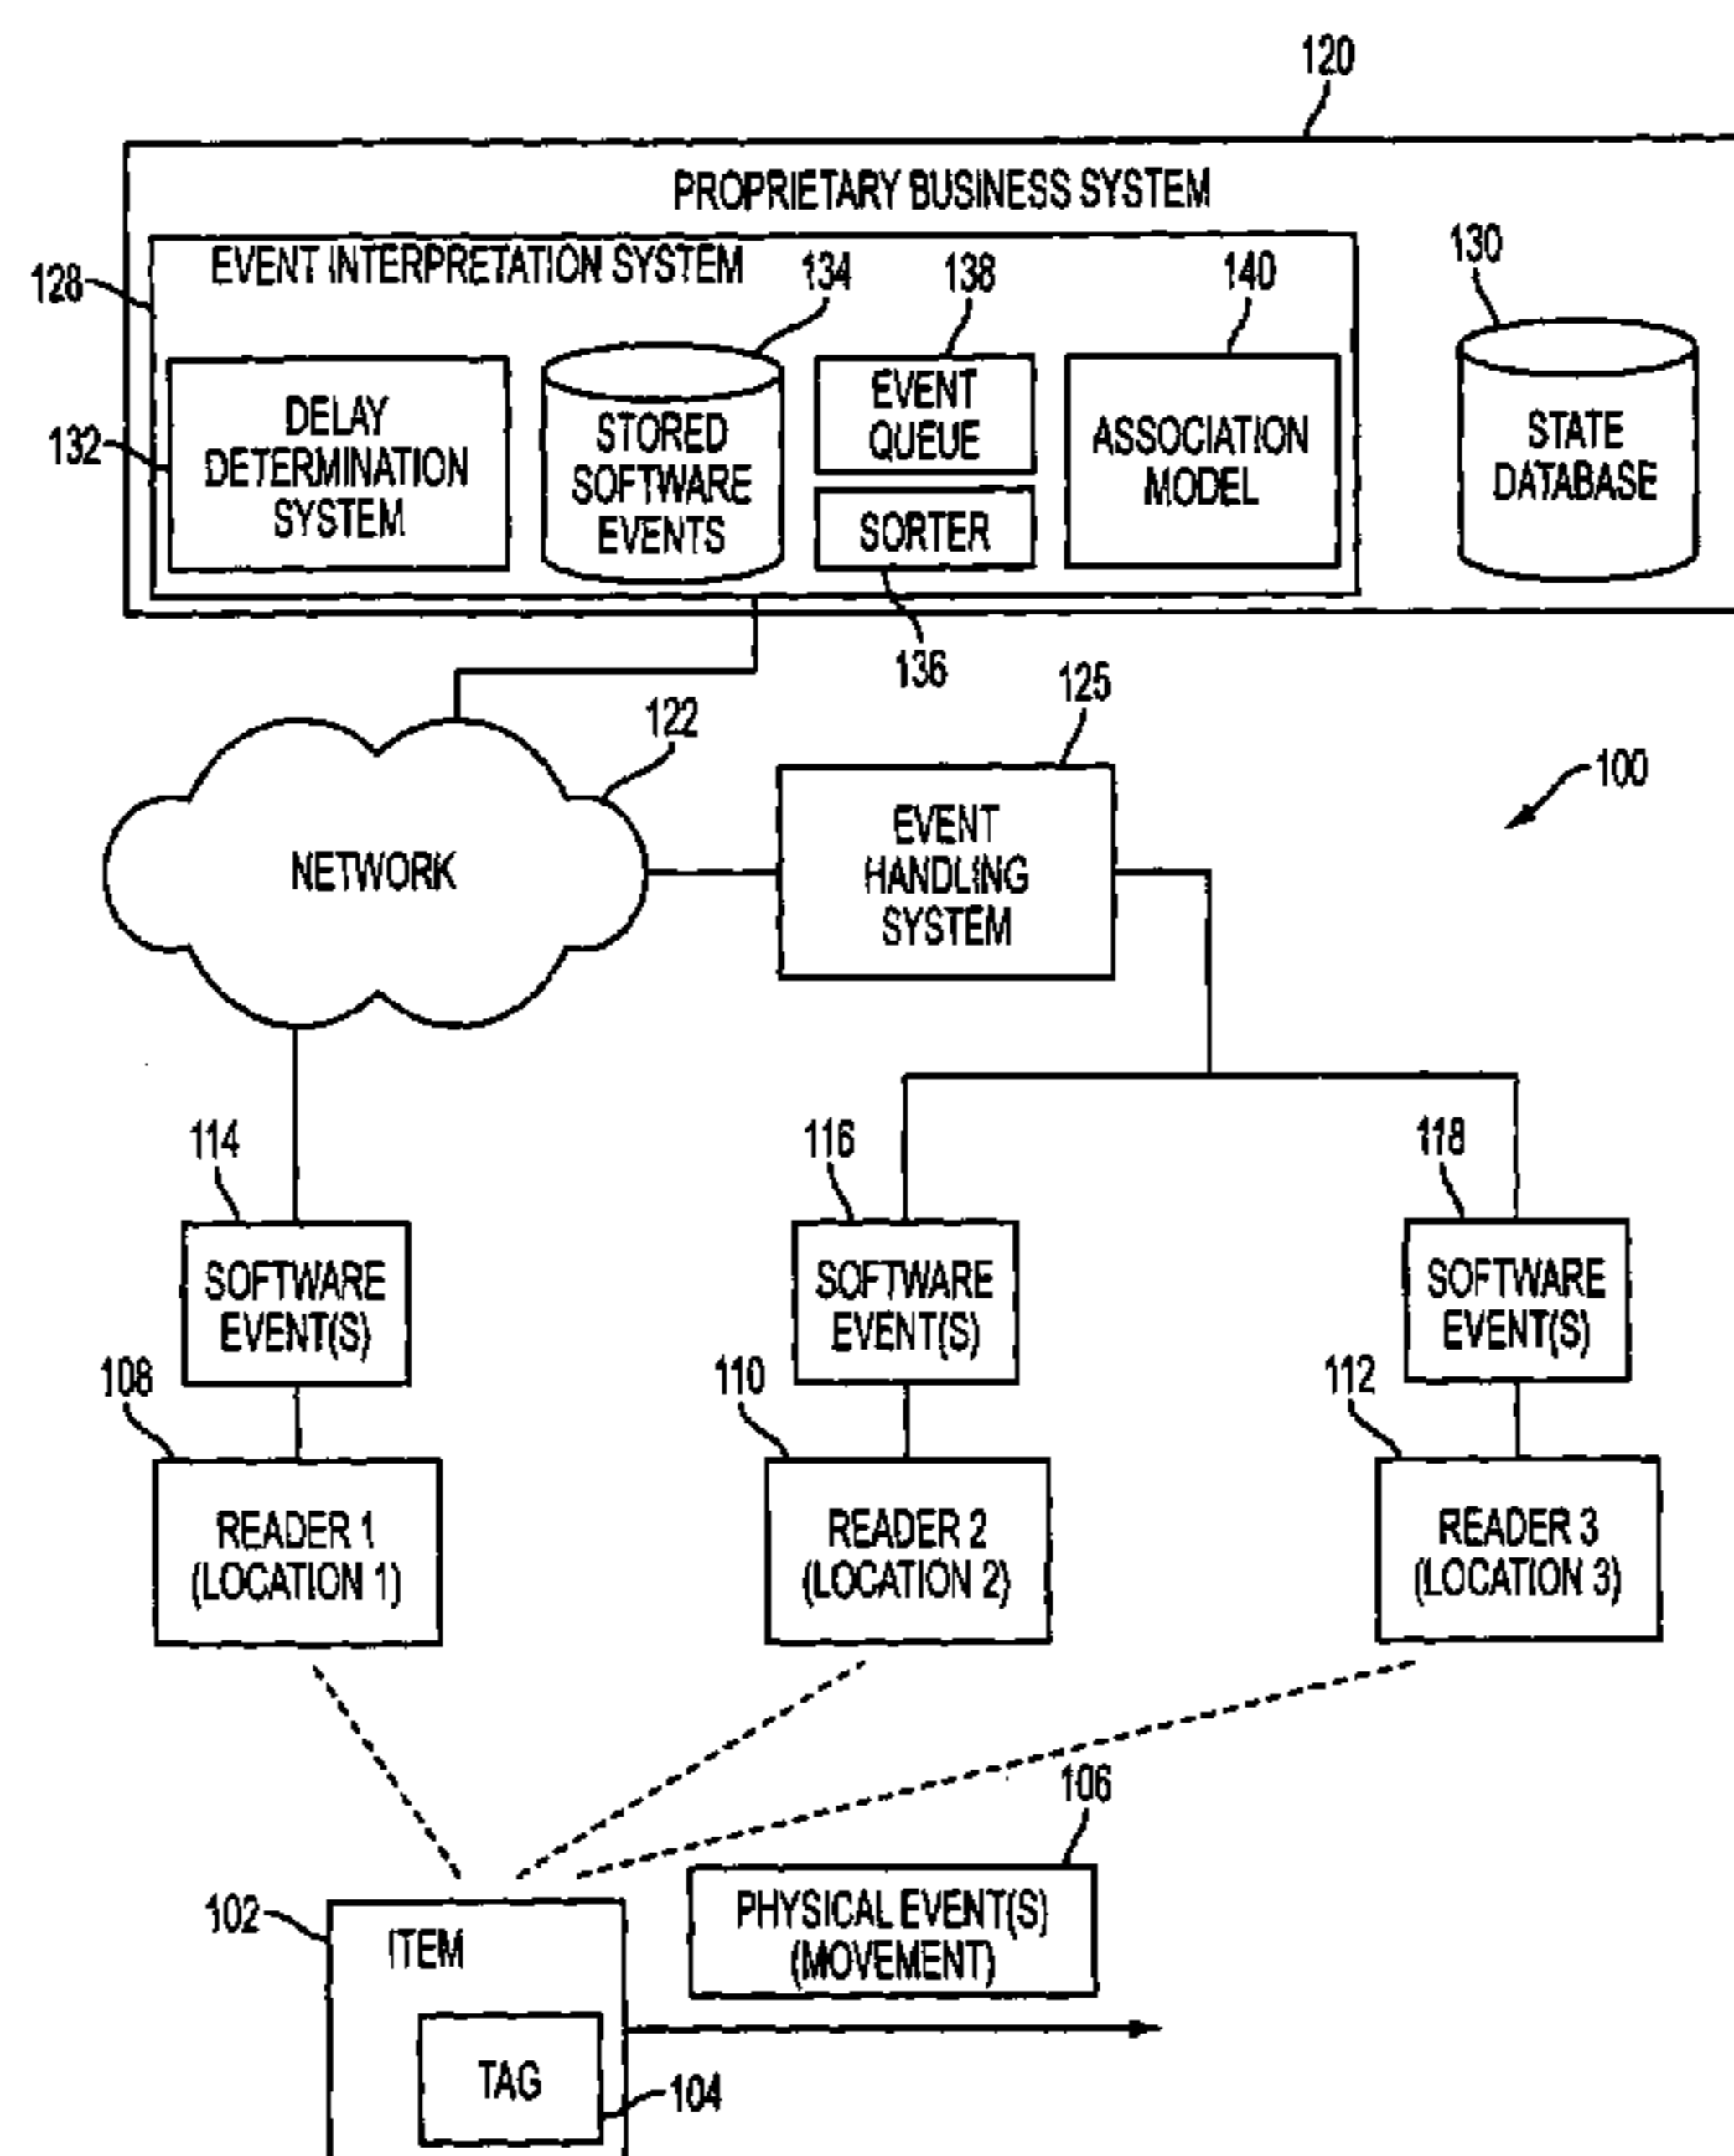 120
PROPRIETARY BUSINESS SYSTEM
EVENT INTERPRETATION SYSTEM
128
134
138
140
130
132
DELAY
DETERMINATION
SYSTEM
STORED
SOFTWARE
EVENTS
EVENT
QUEUE
SORTER
ASSOCIATION
MODEL
STATE
DATABASE
136
125
122
100
NETWORK
EVENT
HANDLING
SYSTEM
114
116
118
SOFTWARE
EVENT(S)
SOFTWARE
EVENT(S)
SOFTWARE
EVENT(S)
108
110
112
READER 1
(LOCATION 1)
READER 2
(LOCATION 2)
READER 3
(LOCATION 3)
106
PHYSICAL EVENT(S)
(MOVEMENT)
102
ITEM
TAG
104